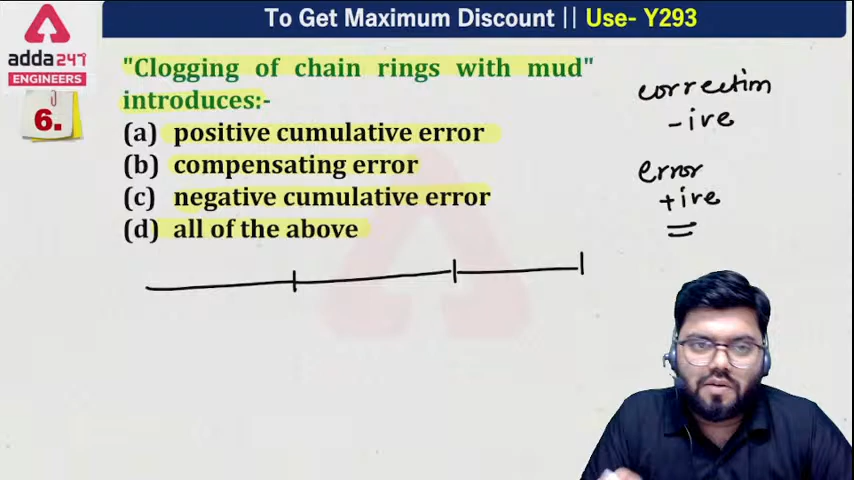 To Get Maximum Discount || Use- Y293
adda247
ENGINEERS
6.
"Clogging of chain rings with mud"
introduces:-
(a) positive cumulative error
(b) compensating error
(c) negative cumulative error
(d) all of the above
correction
-ive
error
+ive